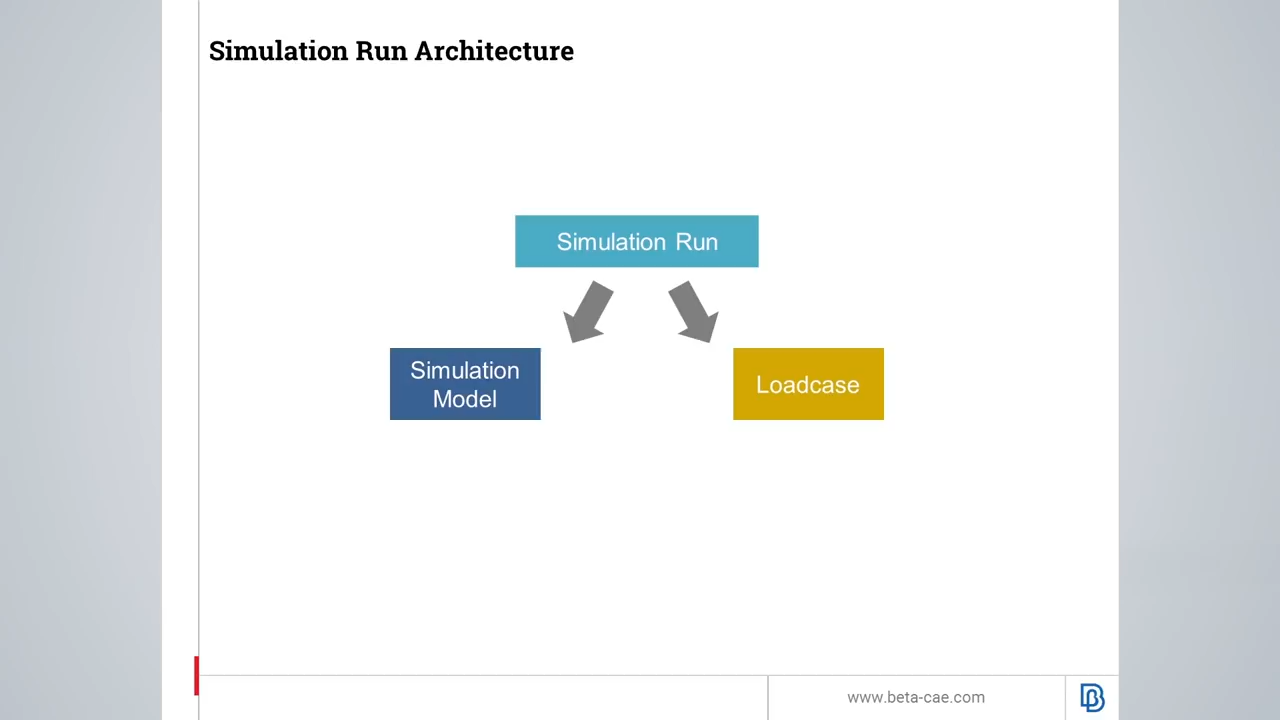 Simulation Run Architecture
Simulation Run
Simulation
Model
Loadcase
www.beta-cae.com